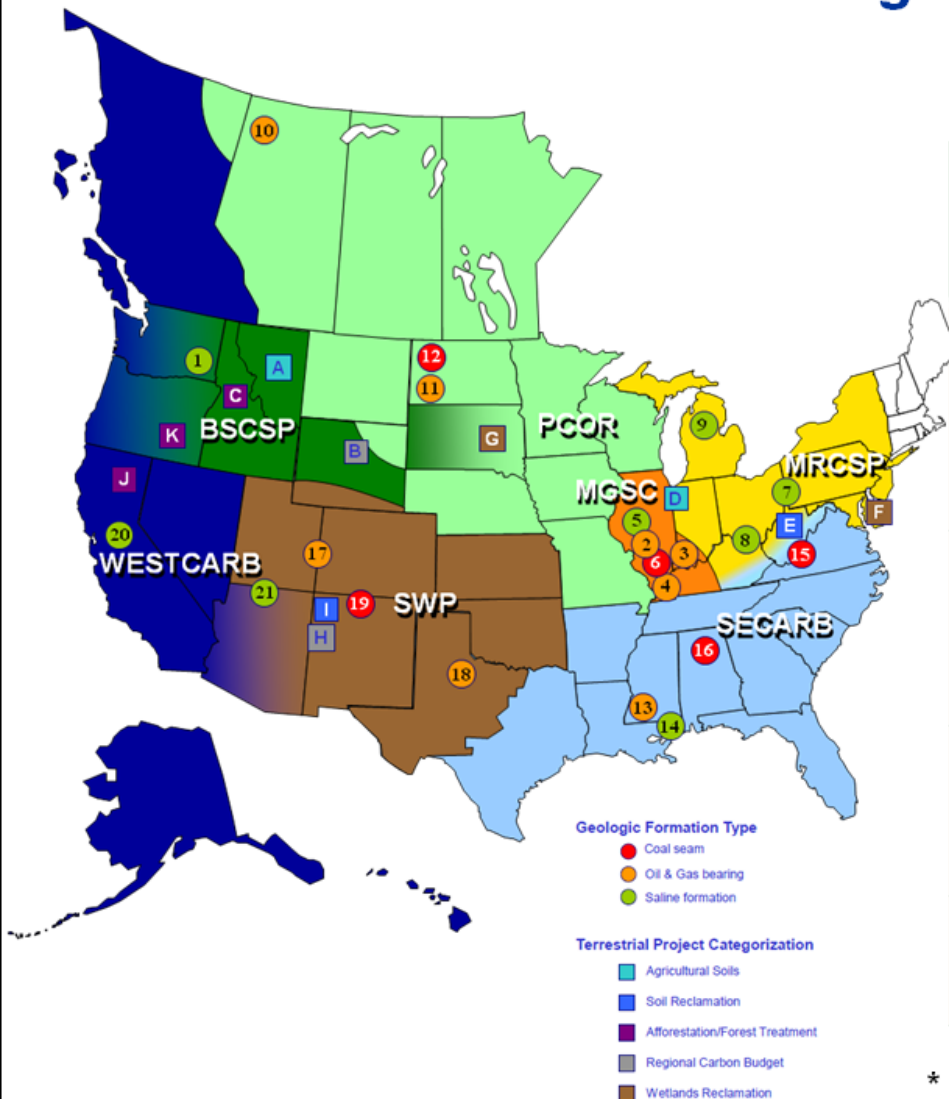 g
10
12
11
1
A
C
BSCSP
K
B
G
PCOR
9
MRCSP
J
MGSC
D
7
F
5
E
20
2
8
WESTCARB
17
3
15
6
21
4
I
19
SWP
H
SECARB
16
18
13
14
Geologic Formation Type
Coal seam
Oil & Gas bearing
Saline formation
Terrestrial Project Categorization
Agricultural Soils
Soil Reclamation
Afforestation/Forest Treatment
Regional Carbon Budget
*
Wetlands Reclamation